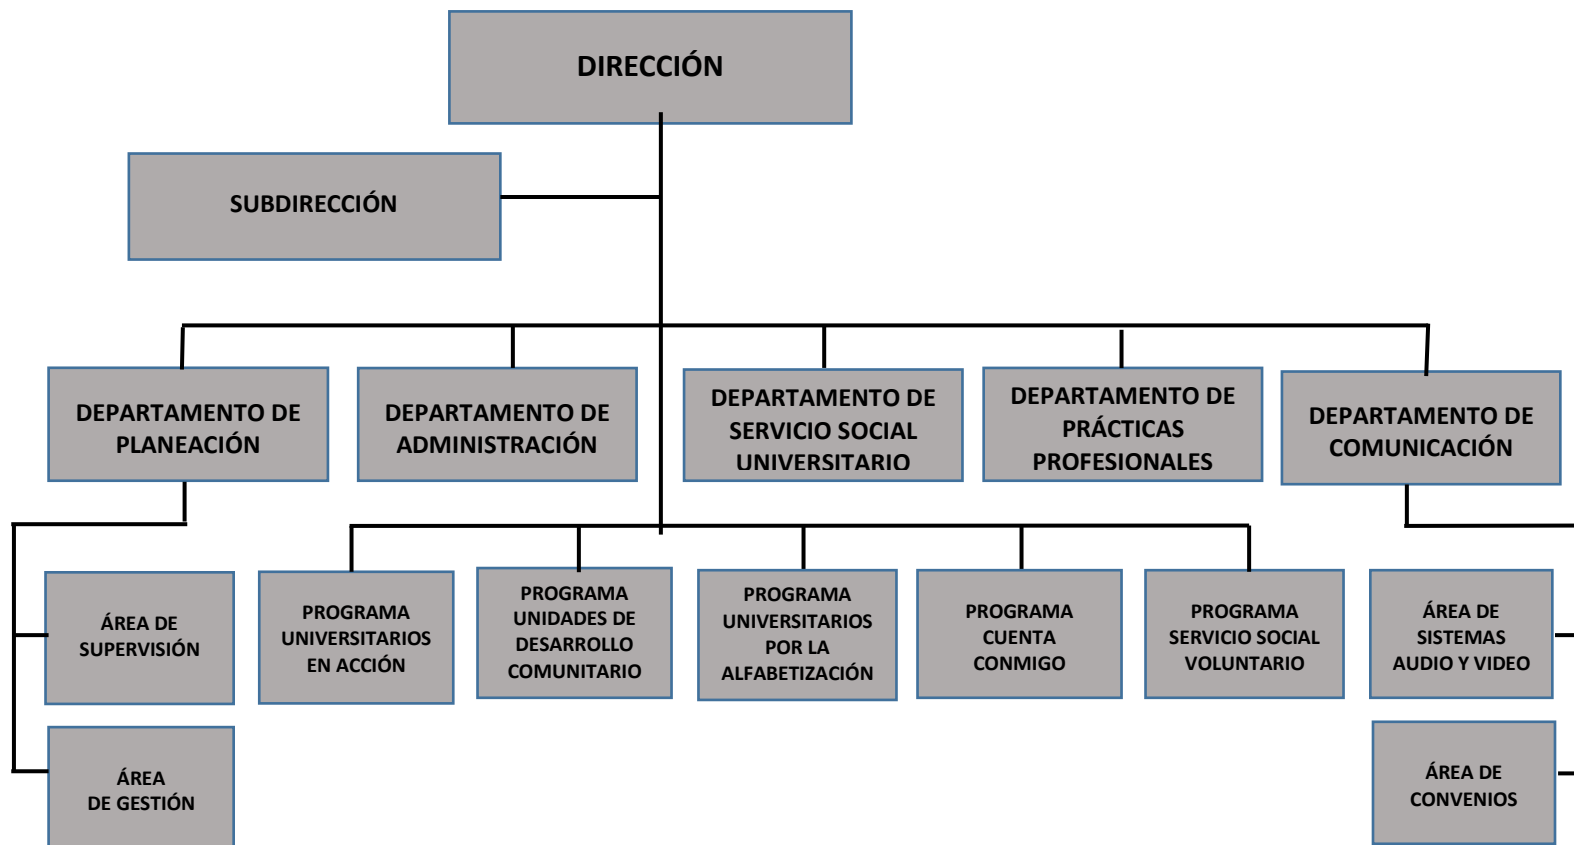 DIRECCIÓN
SUBDIRECCIÓN
DEPARTAMENTO DE
PLANEACIÓN
DEPARTAMENTO DE
ADMINISTRACIÓN
DEPARTAMENTO DE
SERVICIO SOCIAL
UNIVERSITARIO
DEPARTAMENTO DE
PRÁCTICAS
PROFESIONALES
DEPARTAMENTO DE
COMUNICACIÓN
ÁREA DE
SUPERVISIÓN
PROGRAMA
UNIVERSITARIOS
EN ACCIÓN
PROGRAMA
UNIDADES DE
DESARROLLO
COMUNITARIO
PROGRAMA
UNIVERSITARIOS
POR LA
ALFABETIZACIÓN
PROGRAMA
CUENTA
CONMIGO
PROGRAMA
SERVICIO SOCIAL
VOLUNTARIO
ÁREA DE
SISTEMAS
AUDIO Y VIDEO
ÁREA
DE GESTIÓN
ÁREA DE
CONVENIOS